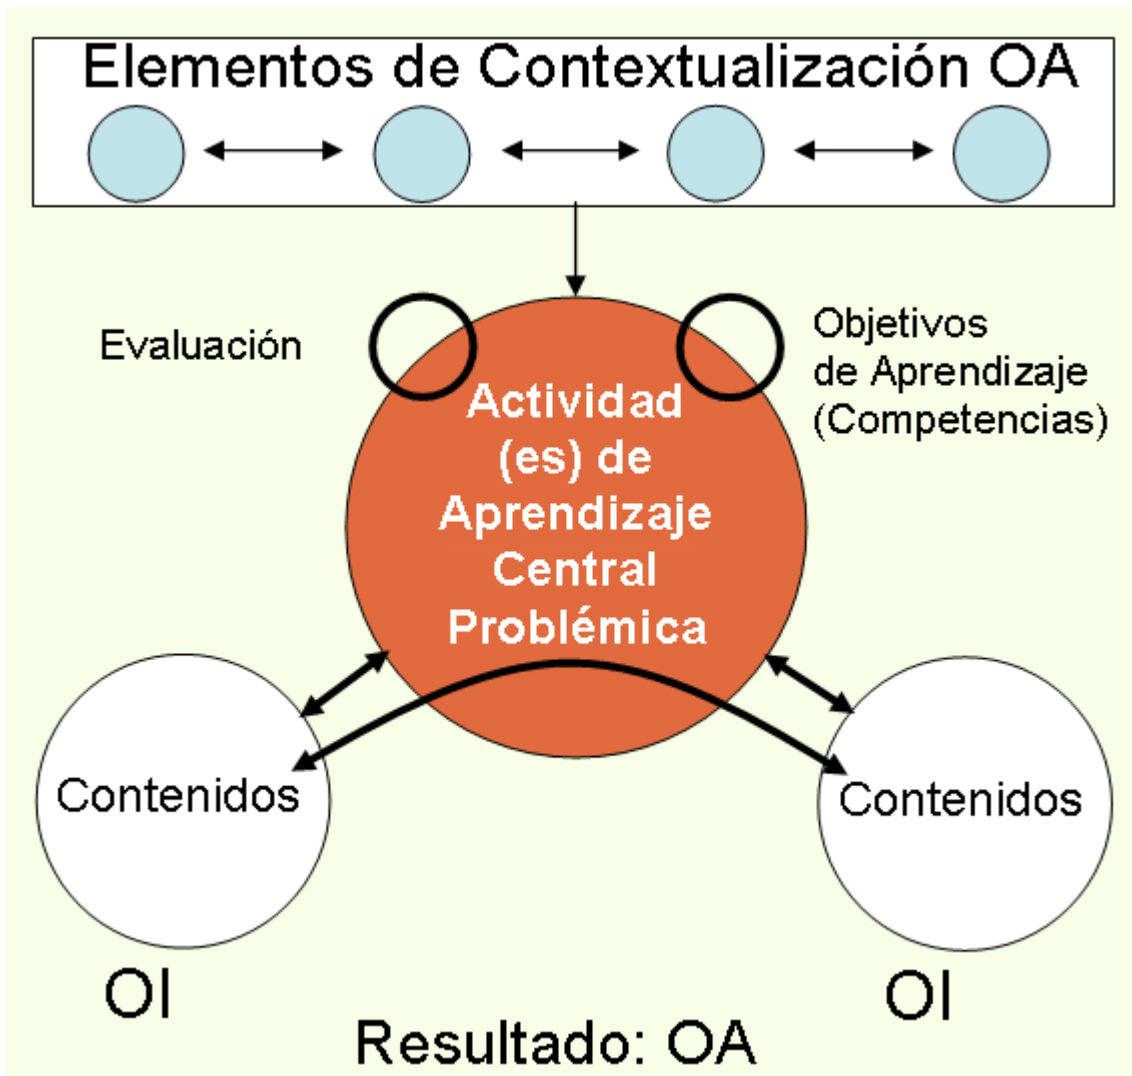 Elementos de Contextualización OA
Evaluación
Objetivos
de Aprendizaje
(Competencias)
Actividad
(es) de
Aprendizaje
Central
Problémica
Contenidos
Contenidos
OI
OI
Resultado: OA